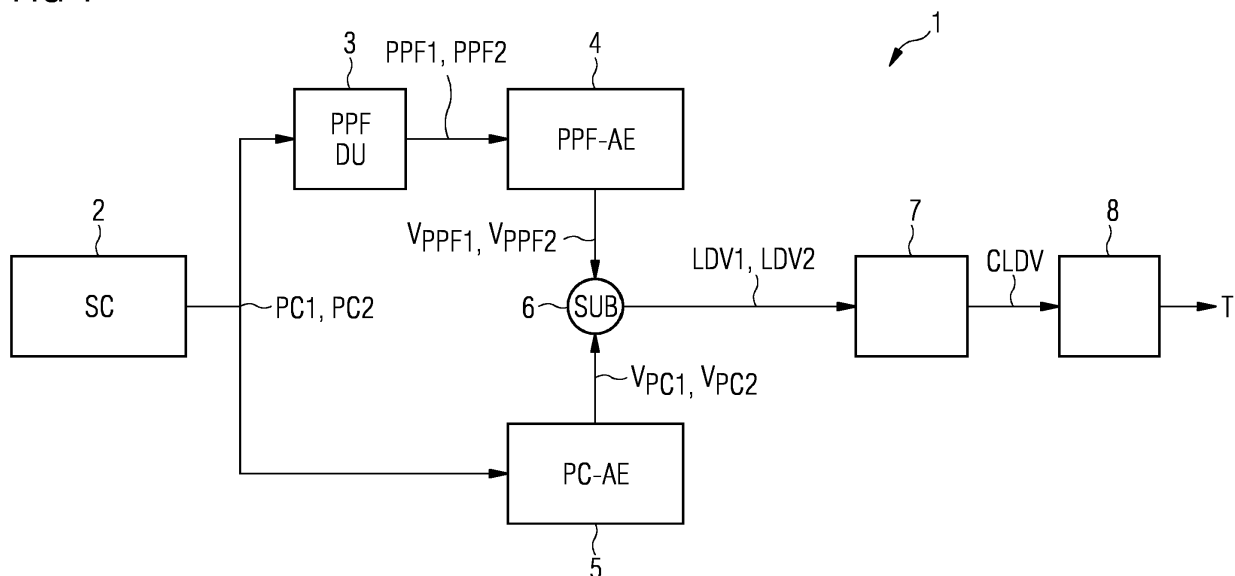 1
3
PPF1, PPF2
4
PPF
DU
PPF-AE
2
VPPF1, VPPF2
7
8
LDV1, LDV2
CLDV
SC
PC1, PC2
6
SUB
T
VPC1, VPC2
PC-AE
5